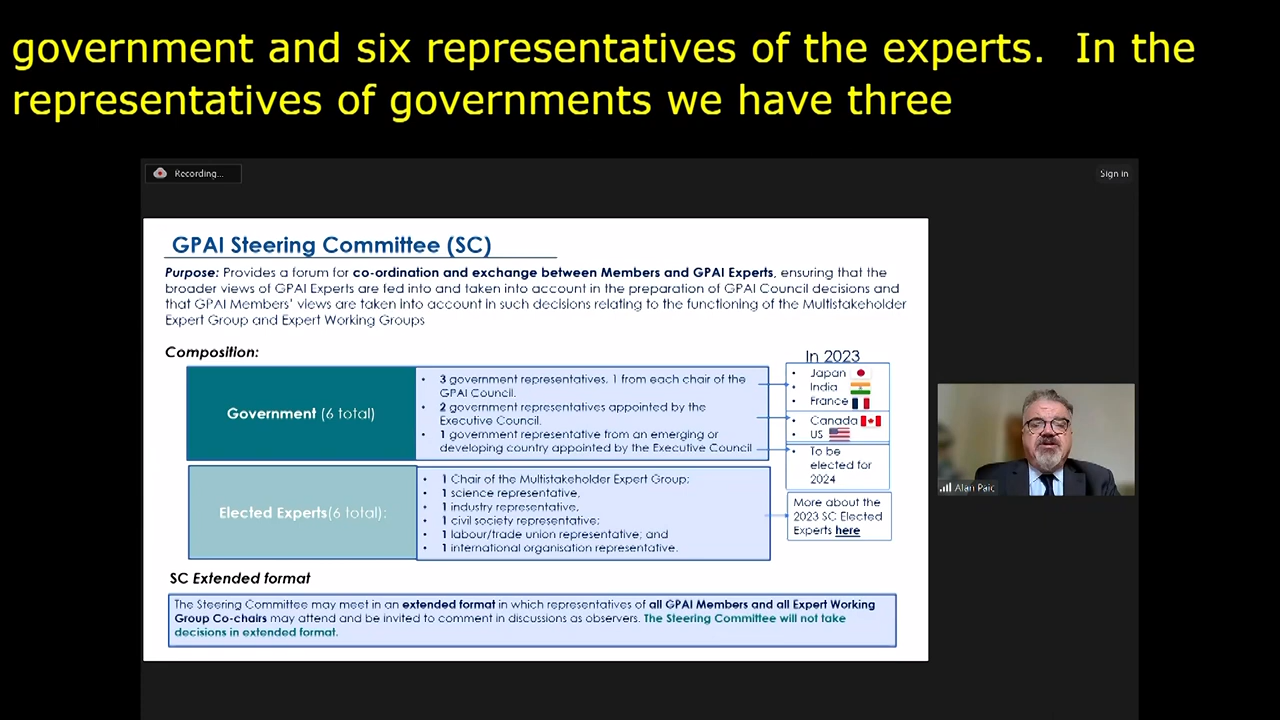 government and six representatives of the experts.  In the
representatives of governments we have three
Recording...
Sign in
GPAI Steering Committee (SC)
Purpose: Provides a forum for co-ordination and exchange between Members and GPAI Experts, ensuring that the
broader views of GPAI Experts are fed into and taken into account in the preparation of GPAI Council decisions and
that GPAI Members' views are taken into account in such decisions relating to the functioning of the Multistakeholder
Expert Group and Expert Working Groups
Composition:
Government (6 total)
• 3 government representatives, 1 from each chair of the
GPAI Council.
• 2 government representatives appointed by the
Executive Council.
• 1 government representative from an emerging or
developing country appointed by the Executive Council
In 2023
• Japan
• India
• France
• Canada
• US
• To be
elected for
2024
Elected Experts(6 total):
• 1 Chair of the Multistakeholder Expert Group;
• 1 science representative,
• 1 industry representative,
• 1 civil society representative;
• 1 labour/trade union representative; and
• 1 international organisation representative.
More about the
2023 SC Elected
Experts here
SC Extended format
The Steering Committee may meet in an extended format in which representatives of all GPAI Members and all Expert Working
Group Co-chairs may attend and be invited to comment in discussions as observers. The Steering Committee will not take
decisions in extended format.
Alan Paic